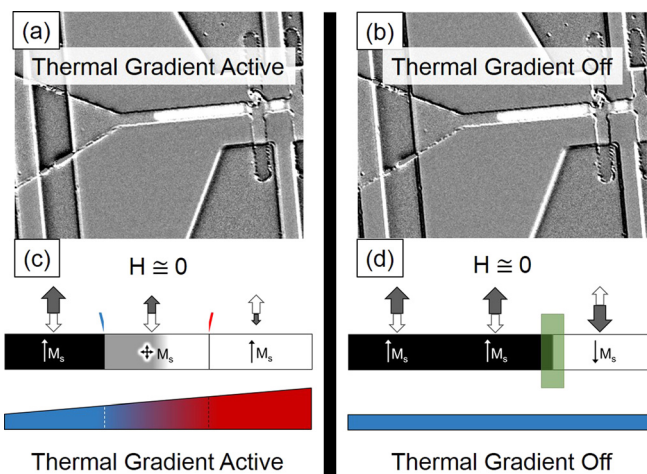 (a)
Thermal Gradient Active
(b)
Thermal Gradient Off
(c)
H ≅ 0
↑Ms
Ms
↑Ms
Thermal Gradient Active
(d)
H ≅ 0
↑Ms
↑Ms
↓Ms
Thermal Gradient Off